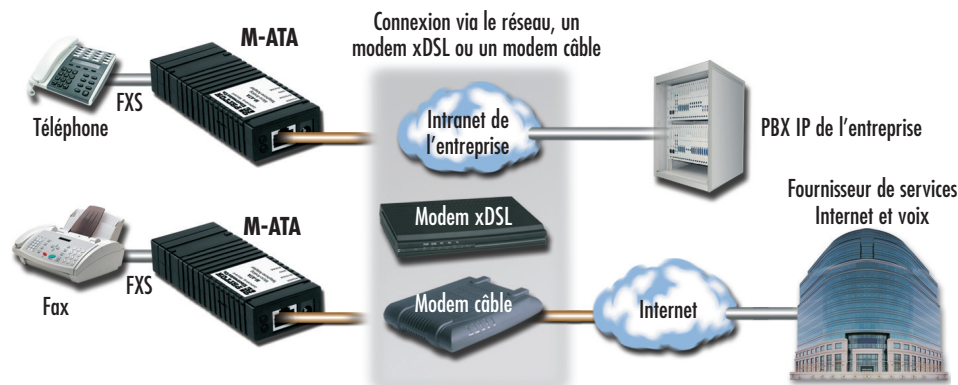 Connexion via le réseau, un
modem xDSL ou un modem câble
M-ATA
FXS
Téléphone
Intranet de
l'entreprise
PBX IP de l'entreprise
Fournisseur de services
Internet et voix
Modem xDSL
M-ATA
FXS
Fax
Modem câble
Internet